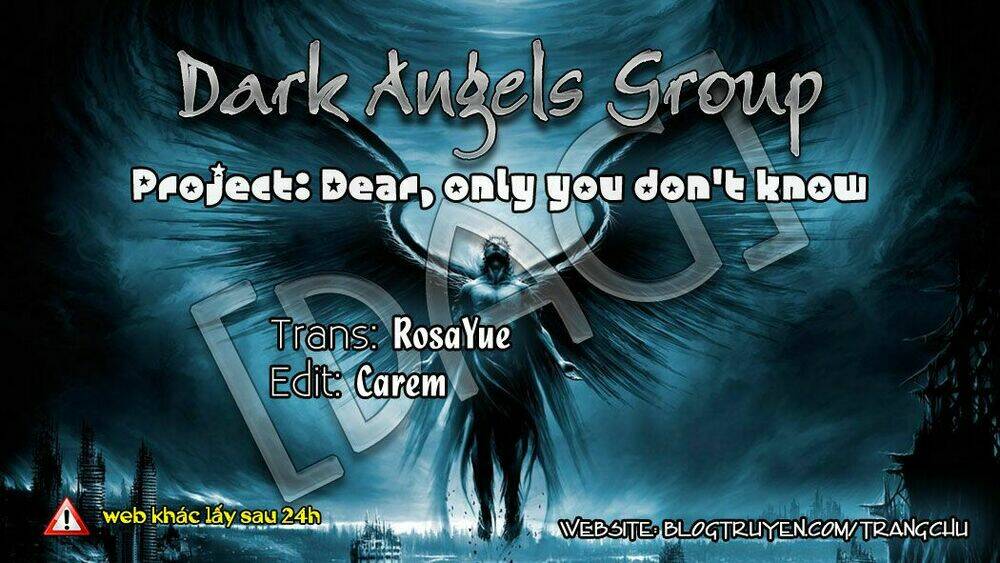 Dark Angels Group
Project: Dear, only you don't know
[DAG]
Trans: RosaYue
Edit: Carem
web khác lấy sau 24h
WEBSITE: BLOGTRUYEN.COM/TRANGCHU